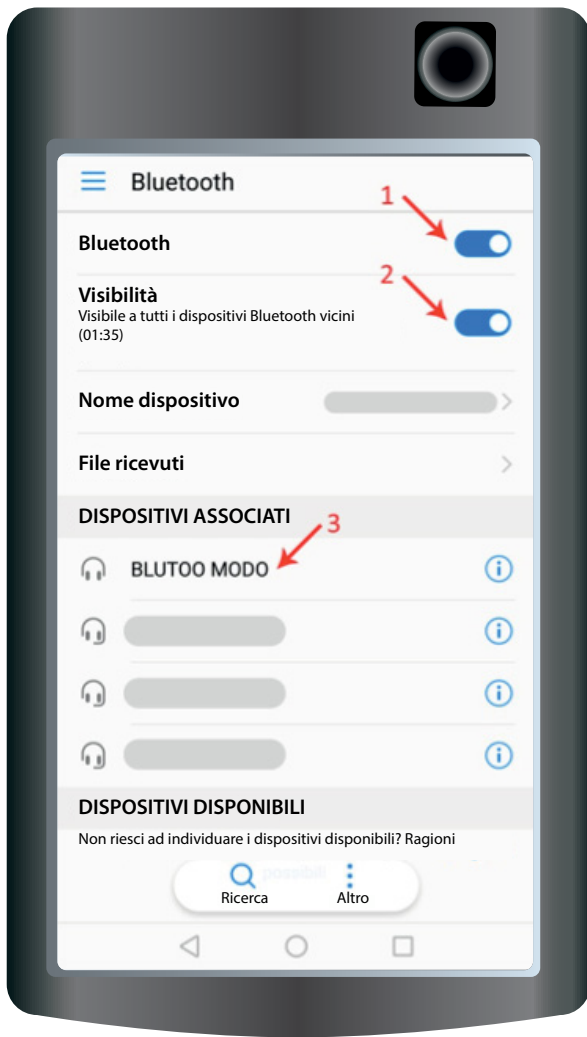 Bluetooth
1
Bluetooth
2
Visibilità
Visibile a tutti i dispositivi Bluetooth vicini
(01:35)
Nome dispositivo
File ricevuti
DISPOSITIVI ASSOCIATI
3
BLUTOO MODO
DISPOSITIVI DISPONIBILI
Non riesci ad individuare i dispositivi disponibili? Ragioni
possibili
Ricerca Altro